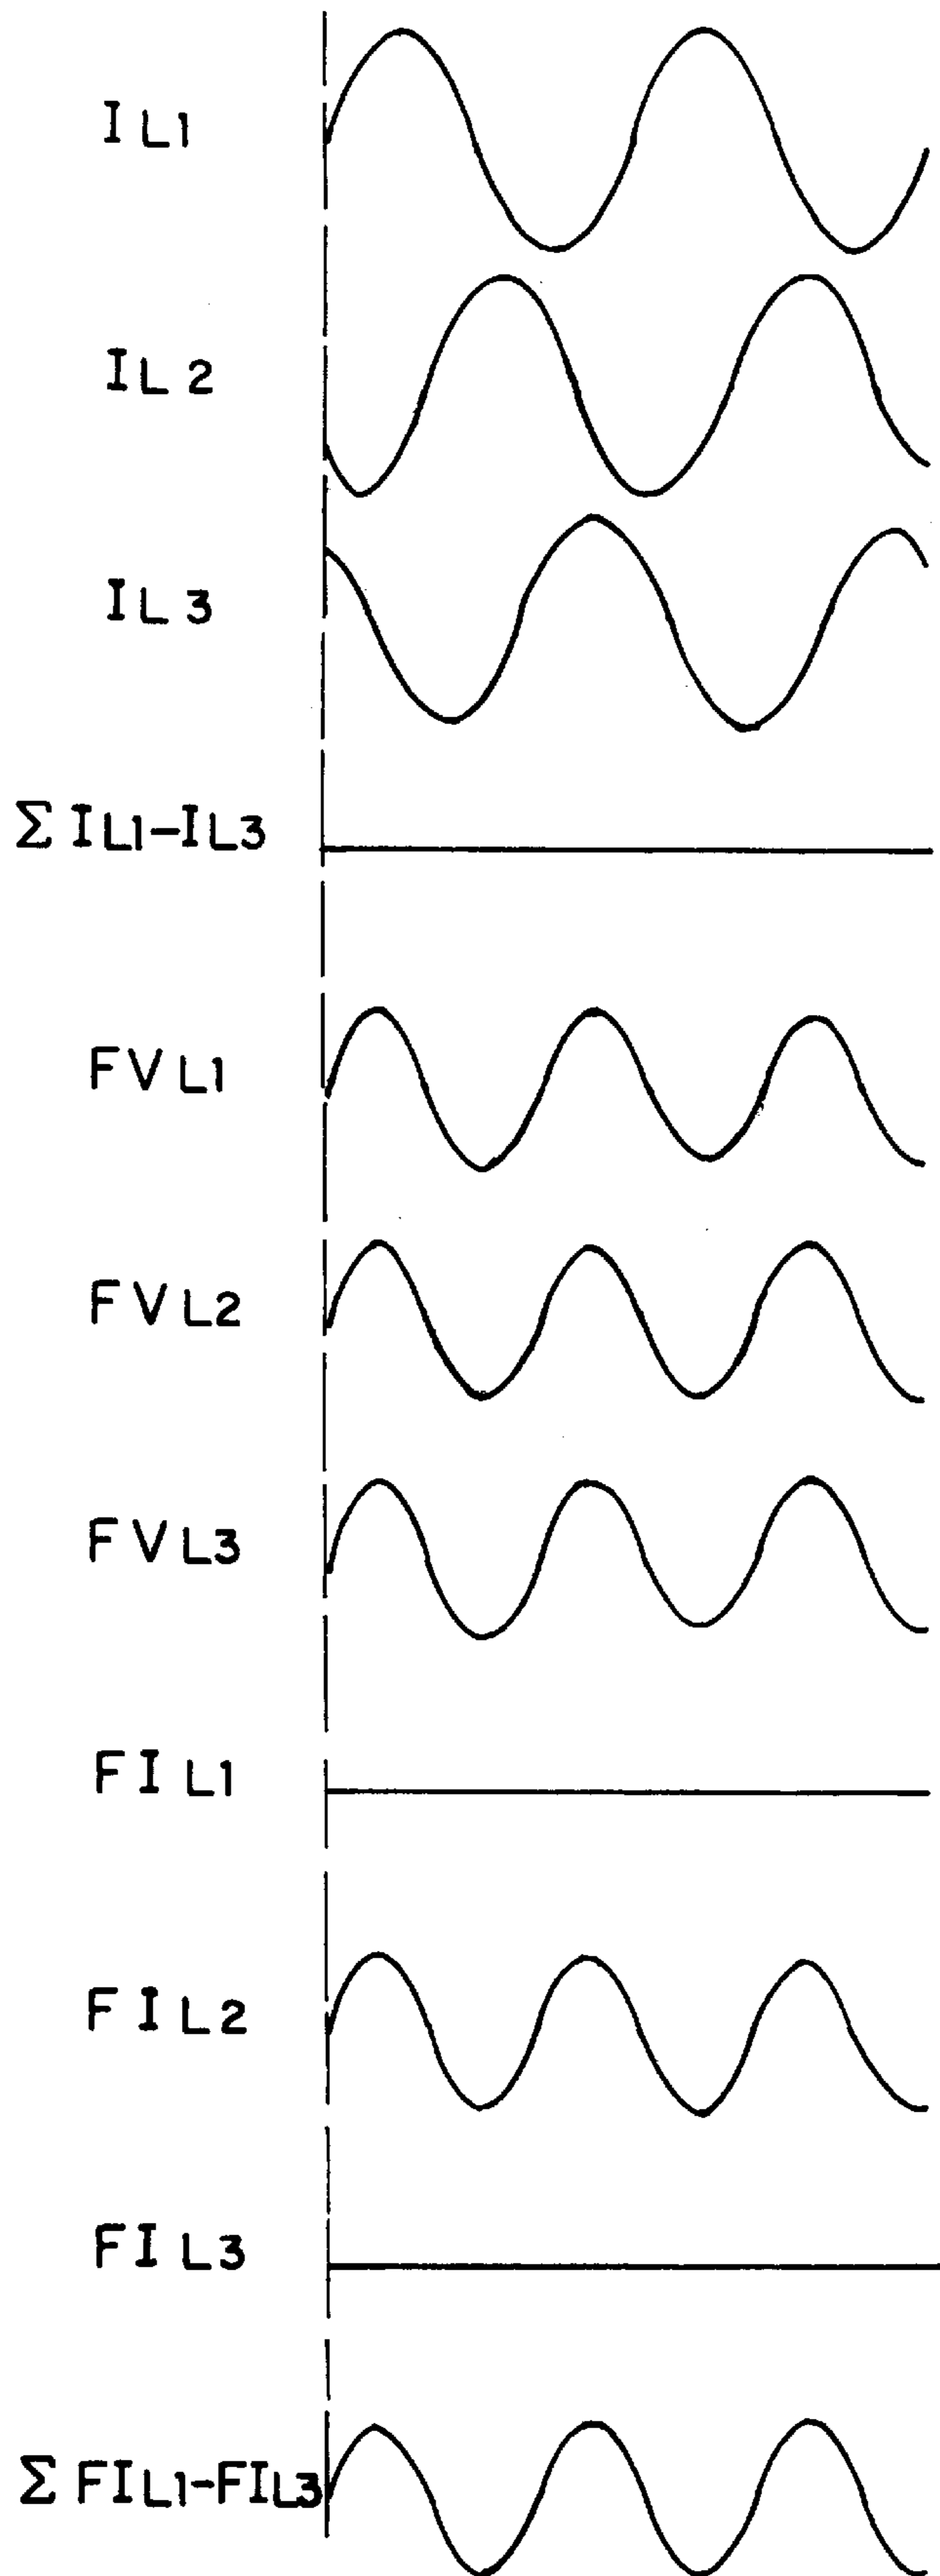 IL1
IL2
IL3
Σ IL1-IL3
FVL1
FVL2
FVL3
FIL1
FIL2
FIL3
Σ FIL1-FIL3